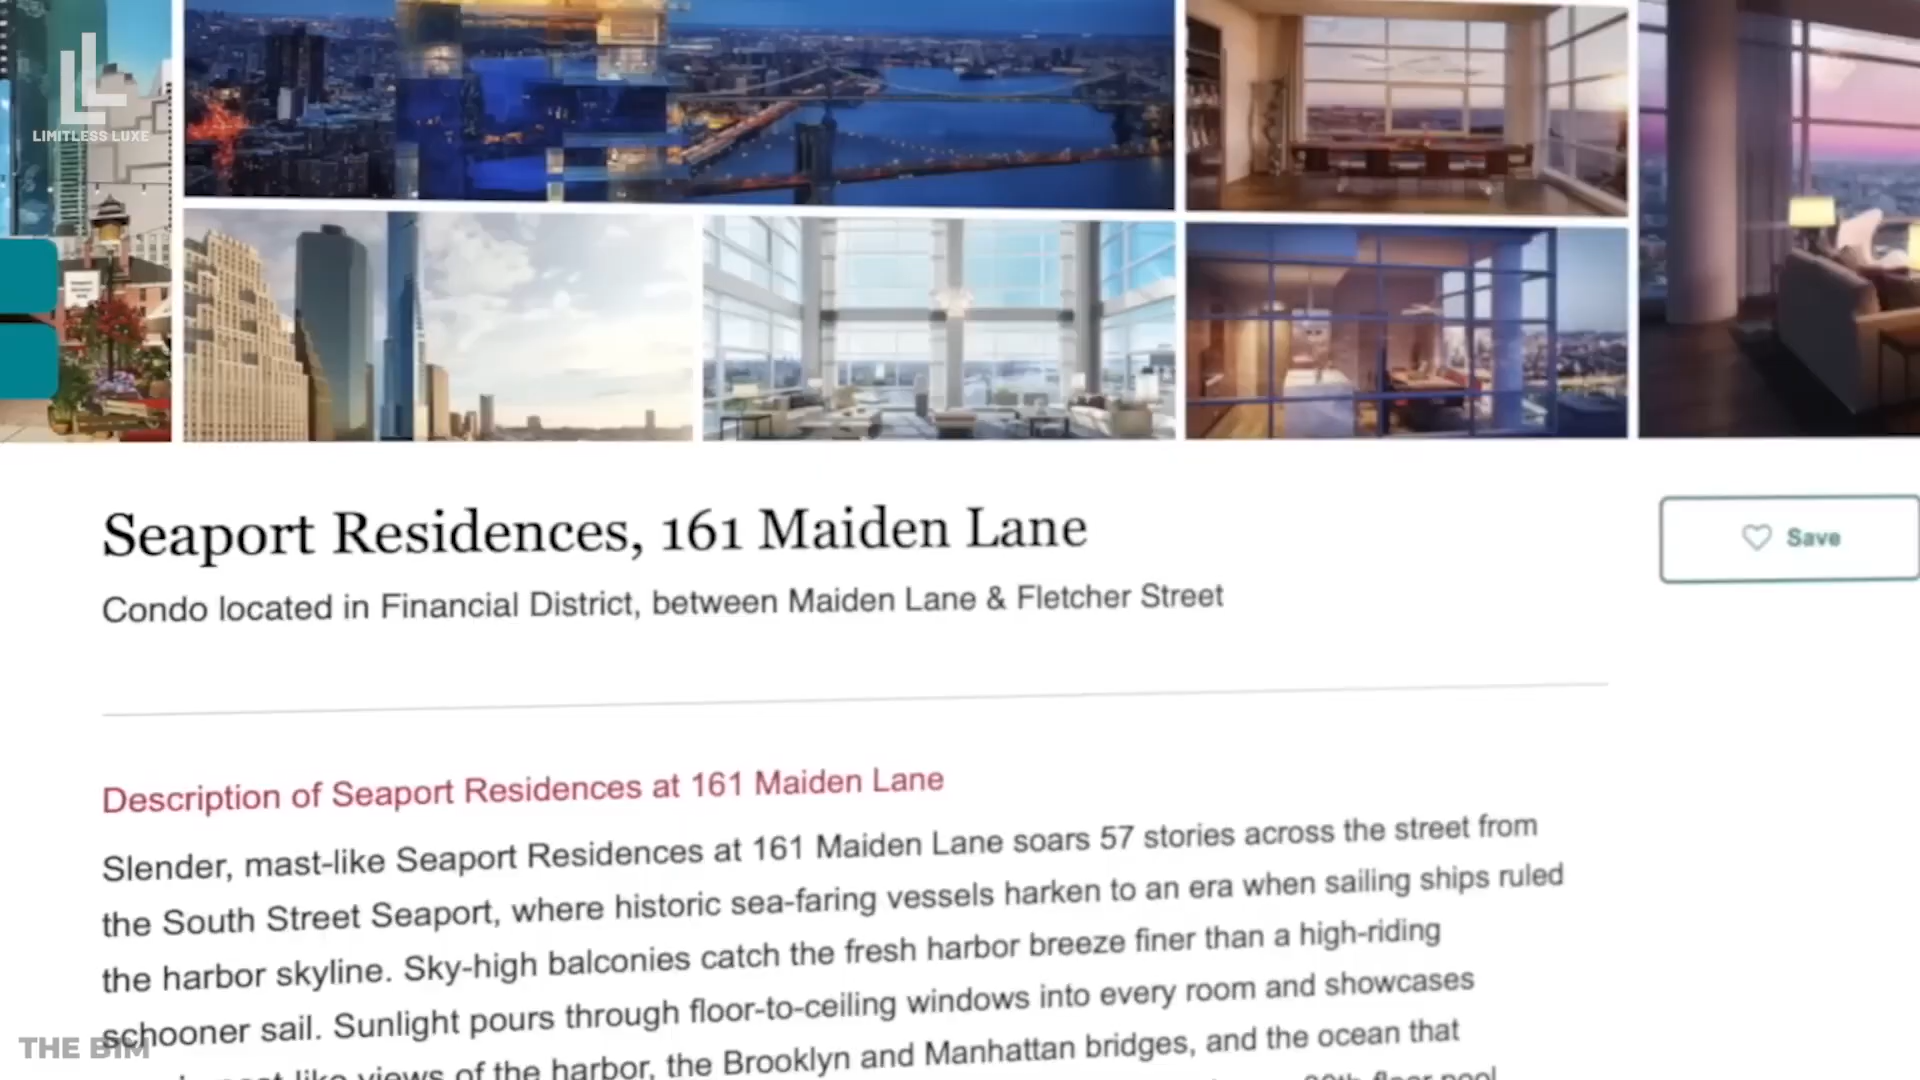 LIMITLESS LUXE
Seaport Residences, 161 Maiden Lane
Save
Condo located in Financial District, between Maiden Lane & Fletcher Street
Description of Seaport Residences at 161 Maiden Lane
Slender, mast-like Seaport Residences at 161 Maiden Lane soars 57 stories across the street from
the South Street Seaport, where historic sea-faring vessels harken to an era when sailing ships ruled
the harbor skyline. Sky-high balconies catch the fresh harbor breeze finer than a high-riding
schooner sail. Sunlight pours through floor-to-ceiling windows into every room and showcases
views of the harbor, the Brooklyn and Manhattan bridges, and the ocean that
floor pool
THE BIM